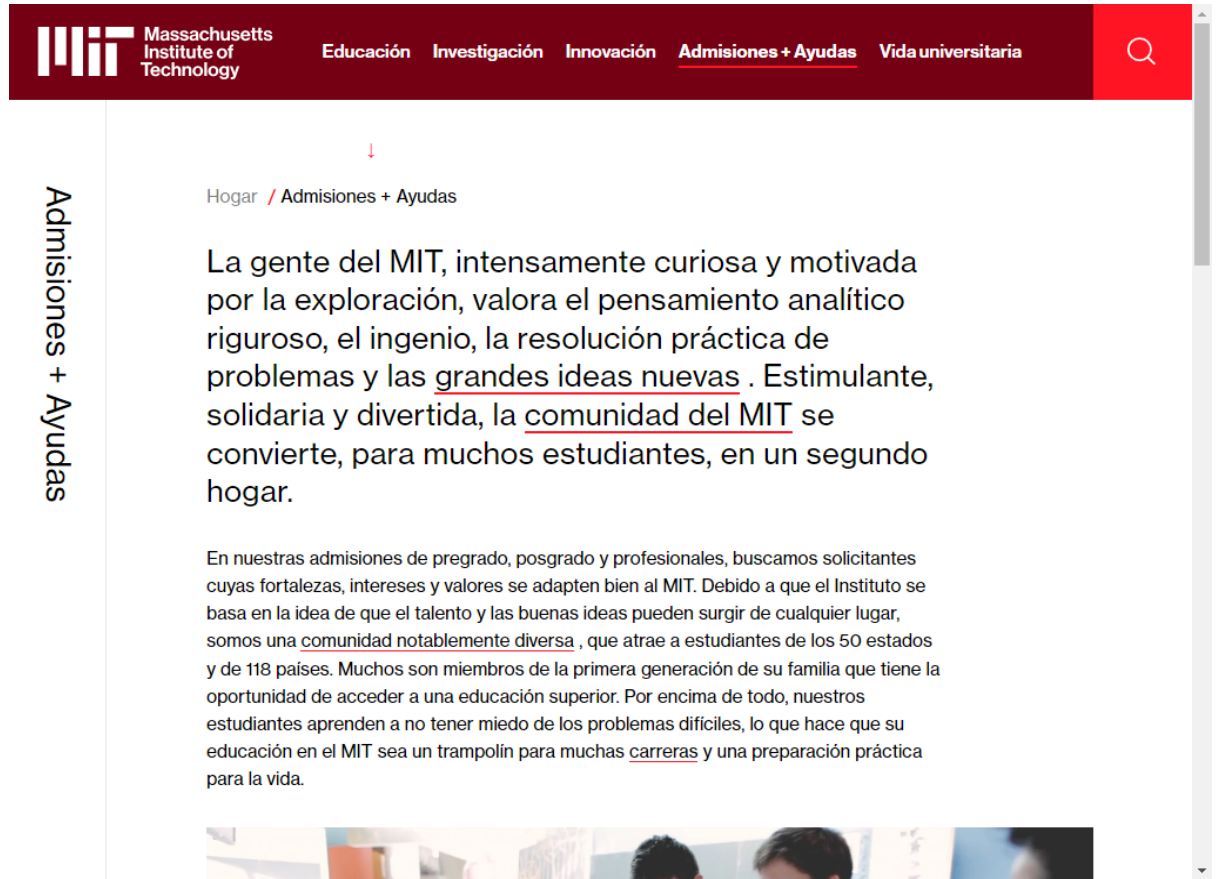 Massachusetts
Institute of
Technology
Educación Investigación Innovación Admisiones + Ayudas Vida universitaria
↓
Admisiones + Ayudas
Hogar / Admisiones + Ayudas
La gente del MIT, intensamente curiosa y motivada
por la exploración, valora el pensamiento analítico
riguroso, el ingenio, la resolución práctica de
problemas y las grandes ideas nuevas . Estimulante,
solidaria y divertida, la comunidad del MIT se
convierte, para muchos estudiantes, en un segundo
hogar.
En nuestras admisiones de pregrado, posgrado y profesionales, buscamos solicitantes
cuyas fortalezas, intereses y valores se adapten bien al MIT. Debido a que el Instituto se
basa en la idea de que el talento y las buenas ideas pueden surgir de cualquier lugar,
somos una comunidad notablemente diversa , que atrae a estudiantes de los 50 estados
y de 118 países. Muchos son miembros de la primera generación de su familia que tiene la
oportunidad de acceder a una educación superior. Por encima de todo, nuestros
estudiantes aprenden a no tener miedo de los problemas difíciles, lo que hace que su
educación en el MIT sea un trampolín para muchas carreras y una preparación práctica
para la vida.